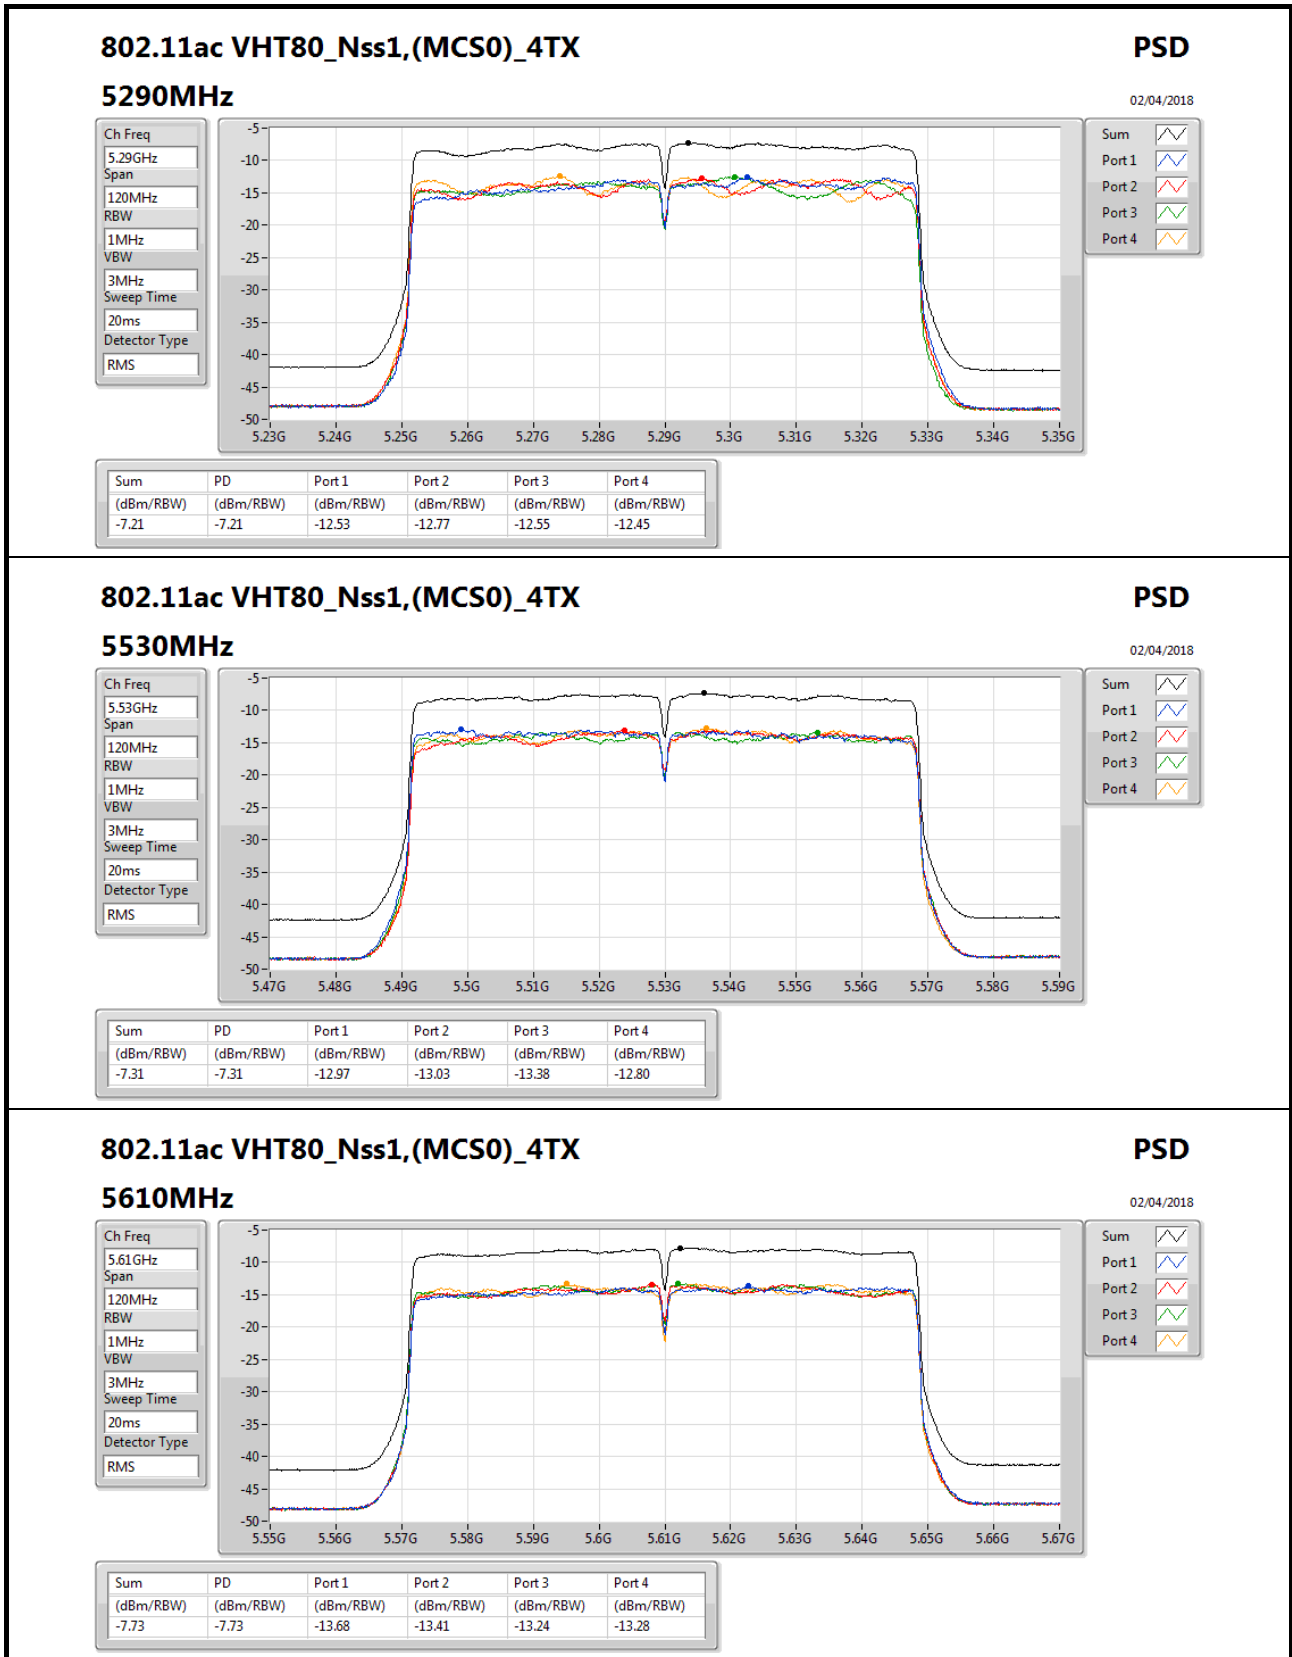 802.11ac VHT80_Nss1,(MCS0)_4TX PSD
5290MHz
02/04/2018
Ch Freq
5.29GHz
Span
120MHz
RBW
1MHz
VBW
3MHz
Sweep Time
20ms
Detector Type
RMS
-5
-10
-15
-20
-25
-30
-35
-40
-45
-50
5.23G 5.24G 5.25G 5.26G 5.27G 5.28G 5.29G 5.3G 5.31G 5.32G 5.33G 5.34G 5.35G
Sum
Port 1
Port 2
Port 3
Port 4
Sum PD Port 1 Port 2 Port 3 Port 4
(dBm/RBW) (dBm/RBW) (dBm/RBW) (dBm/RBW) (dBm/RBW) (dBm/RBW)
-7.21 -7.21 -12.53 -12.77 -12.55 -12.45
802.11ac VHT80_Nss1,(MCS0)_4TX PSD
5530MHz
02/04/2018
Ch Freq
5.53GHz
Span
120MHz
RBW
1MHz
VBW
3MHz
Sweep Time
20ms
Detector Type
RMS
-5
-10
-15
-20
-25
-30
-35
-40
-45
-50
5.47G 5.48G 5.49G 5.5G 5.51G 5.52G 5.53G 5.54G 5.55G 5.56G 5.57G 5.58G 5.59G
Sum
Port 1
Port 2
Port 3
Port 4
Sum PD Port 1 Port 2 Port 3 Port 4
(dBm/RBW) (dBm/RBW) (dBm/RBW) (dBm/RBW) (dBm/RBW) (dBm/RBW)
-7.31 -7.31 -12.97 -13.03 -13.38 -12.80
802.11ac VHT80_Nss1,(MCS0)_4TX PSD
5610MHz
02/04/2018
Ch Freq
5.61GHz
Span
120MHz
RBW
1MHz
VBW
3MHz
Sweep Time
20ms
Detector Type
RMS
-5
-10
-15
-20
-25
-30
-35
-40
-45
-50
5.55G 5.56G 5.57G 5.58G 5.59G 5.6G 5.61G 5.62G 5.63G 5.64G 5.65G 5.66G 5.67G
Sum
Port 1
Port 2
Port 3
Port 4
Sum PD Port 1 Port 2 Port 3 Port 4
(dBm/RBW) (dBm/RBW) (dBm/RBW) (dBm/RBW) (dBm/RBW) (dBm/RBW)
-7.73 -7.73 -13.68 -13.41 -13.24 -13.28